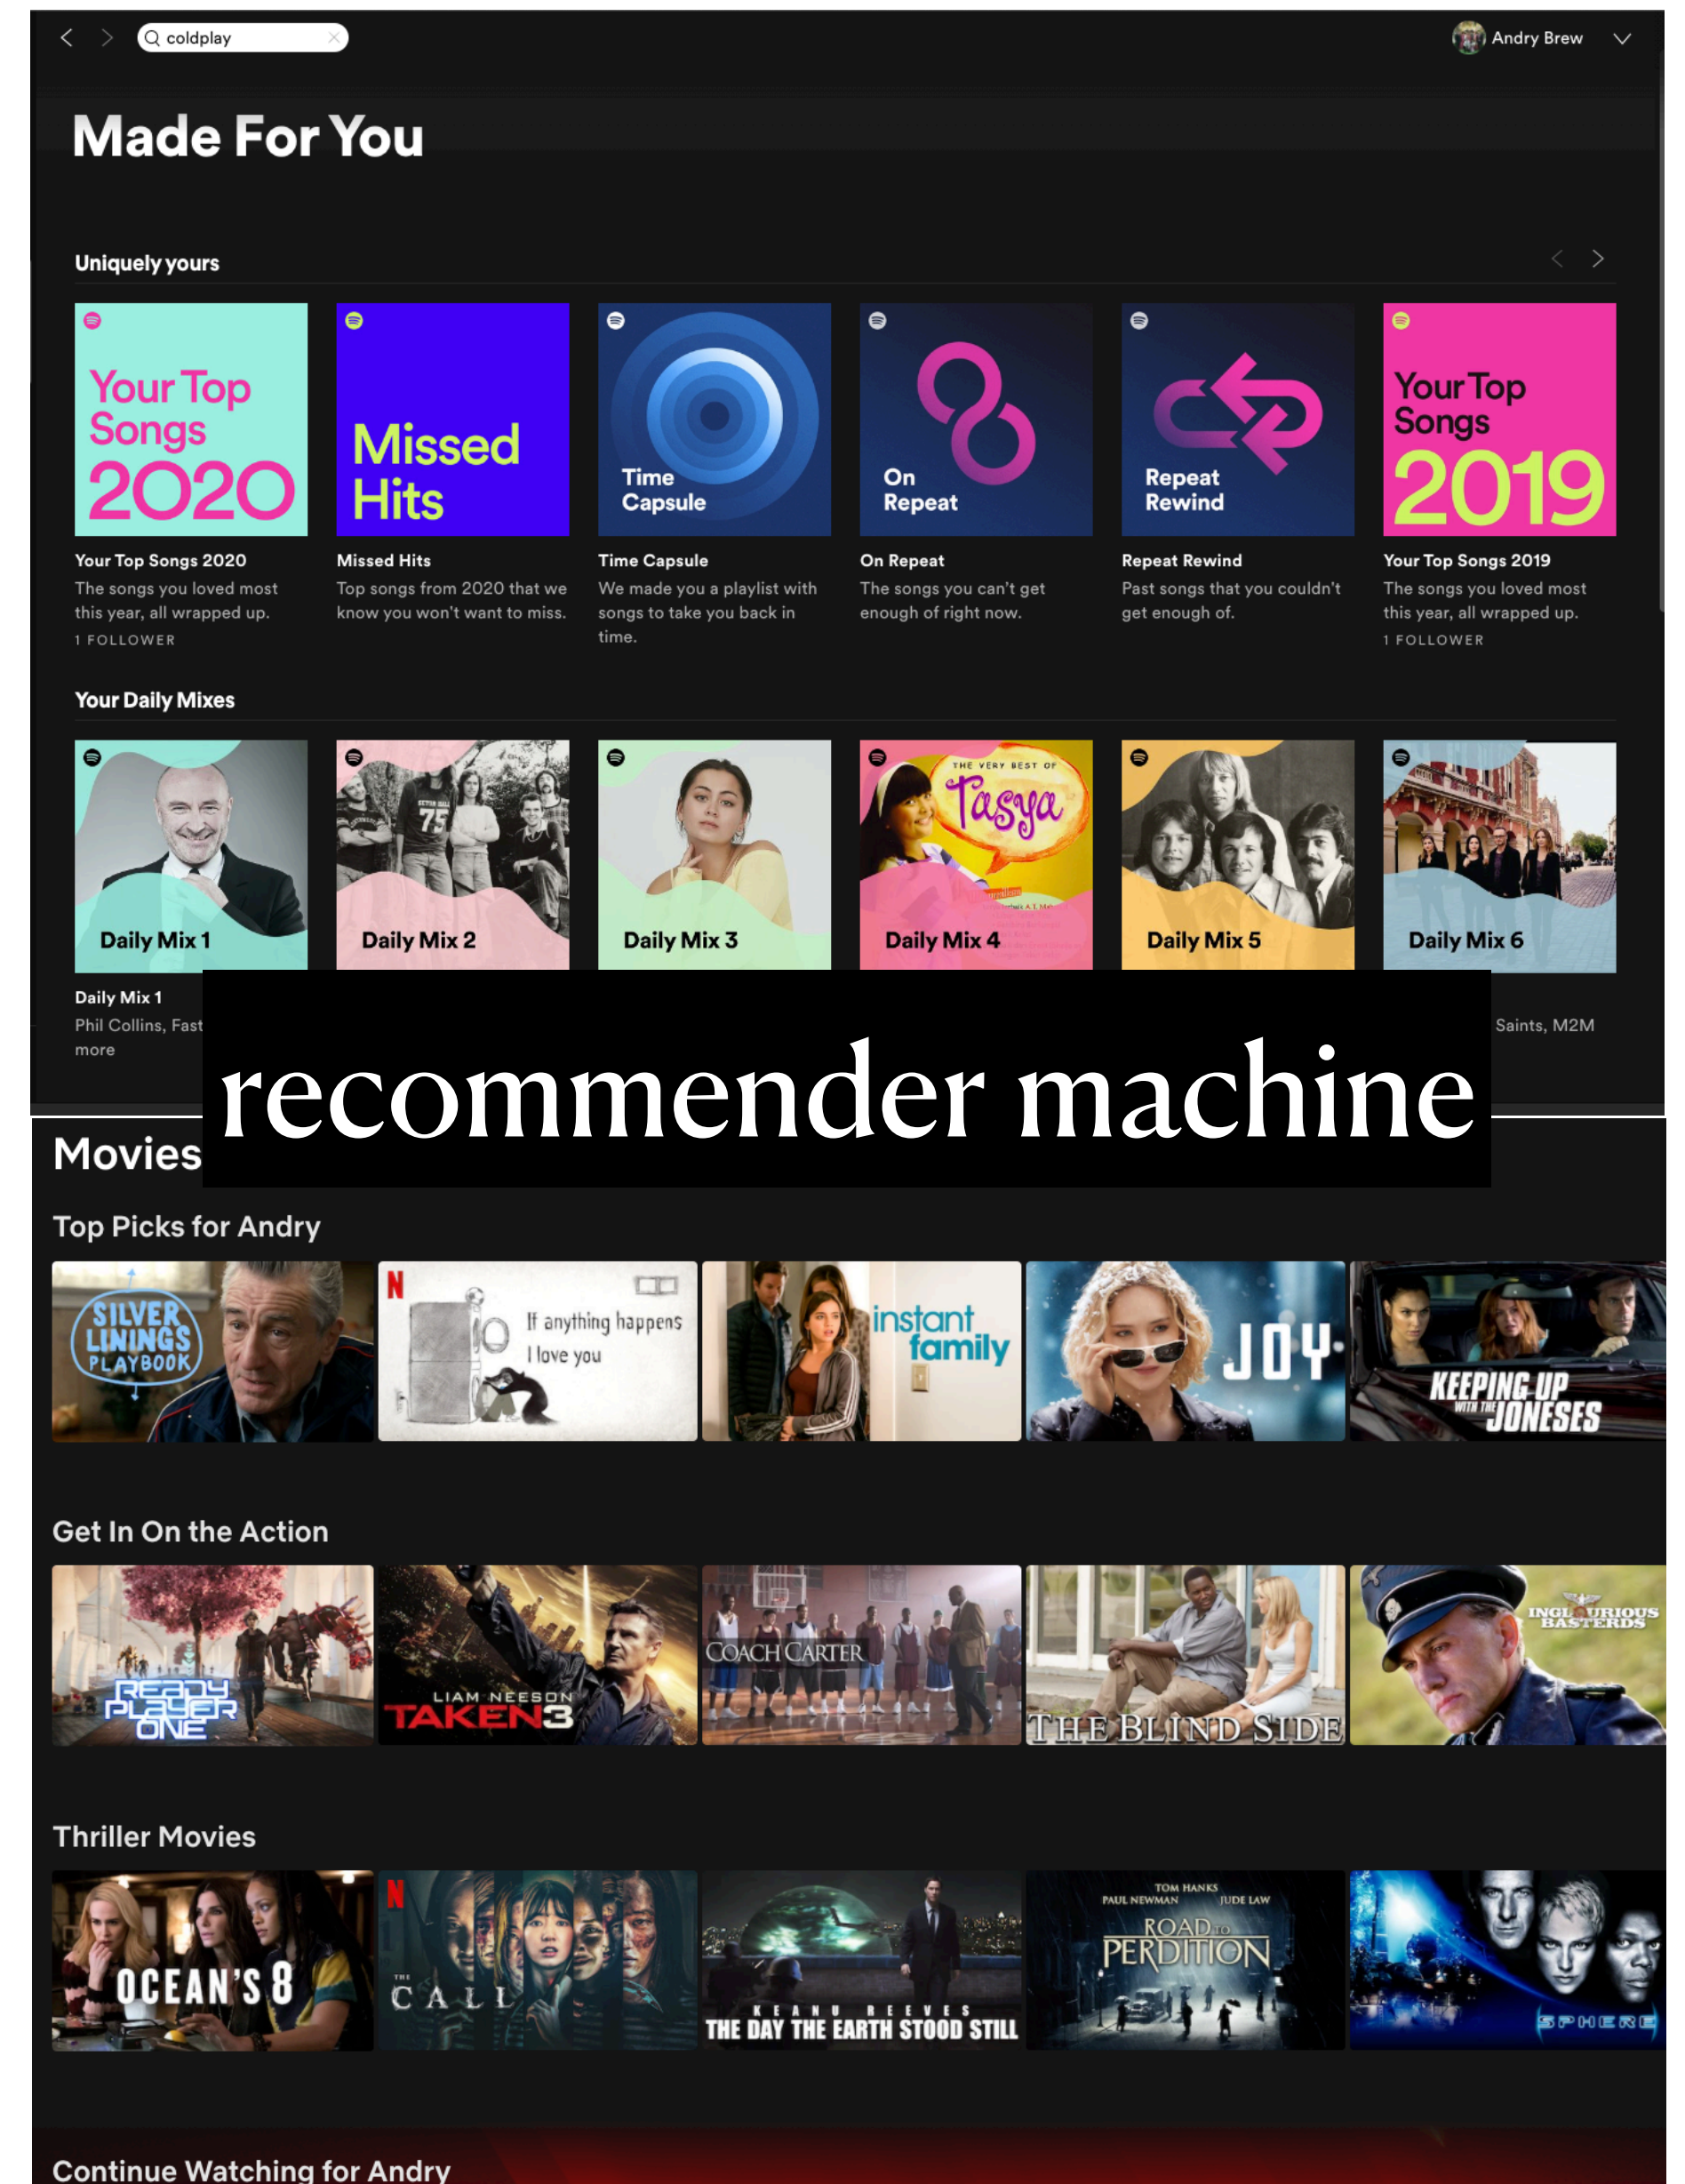 coldplay
Andry Brew
Made For You
Uniquely yours
Your Top
Songs
2020
Missed
Hits
Time
Capsule
On
Repeat
Repeat
Rewind
Your Top
Songs
2019
Your Top Songs 2020
The songs you loved most
this year, all wrapped up.
1 FOLLOWER
Missed Hits
Top songs from 2020 that we
know you won't want to miss.
Time Capsule
We made you a playlist with
songs to take you back in
time.
On Repeat
The songs you can't get
enough of right now.
Repeat Rewind
Past songs that you couldn't
get enough of.
Your Top Songs 2019
The songs you loved most
this year, all wrapped up.
1 FOLLOWER
Your Daily Mixes
Daily Mix 1
75
Daily Mix 2
Daily Mix 3
THE VERY BEST OF
Tasya
Daily Mix 4
Daily Mix 5
Daily Mix 6
Daily Mix 1
Phil Collins, Fast
more
Saints, M2M
recommender machine
Movies
Top Picks for Andry
SILVER
LININGS
PLAYBOOK
N
If anything happens
I love you
instant
family
JOY
KEEPING UP
WITH THE JONESES
Get In On the Action
READY
PLAYER
ONE
LIAM NEESON
TAKEN 3
COACH CARTER
THE BLIND SIDE
INGLOURIOUS
BASTERDS
Thriller Movies
OCEAN'S 8
N
THE
CALL
KEANU REEVES
THE DAY THE EARTH STOOD STILL
TOM HANKS
PAUL NEWMAN JUDE LAW
ROAD TO
PERDITION
SPHERE
Continue Watching for Andry